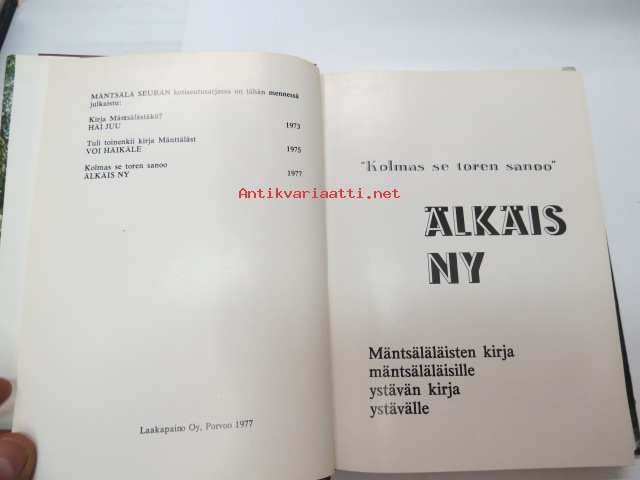 MÄNTSÄLÄ SEURAN kotiseutusarjassa on tähän mennessä
julkaistu:
Kirja Mäntsälästäkii?
HAI JUU 1973
Tuli toinenkii kirja Mänttäläst
VOI HAIKALE 1975
Kolmas se toren sanoo
ÄLKÄIS NY 1977
Laakapaino Oy, Porvoo 1977
Antikvariaatti.net
"Kolmas se toren sanoo"
ÄLKÄIS
NY
Mäntsäläläisten kirja
mäntsäläläisille
ystävän kirja
ystävälle